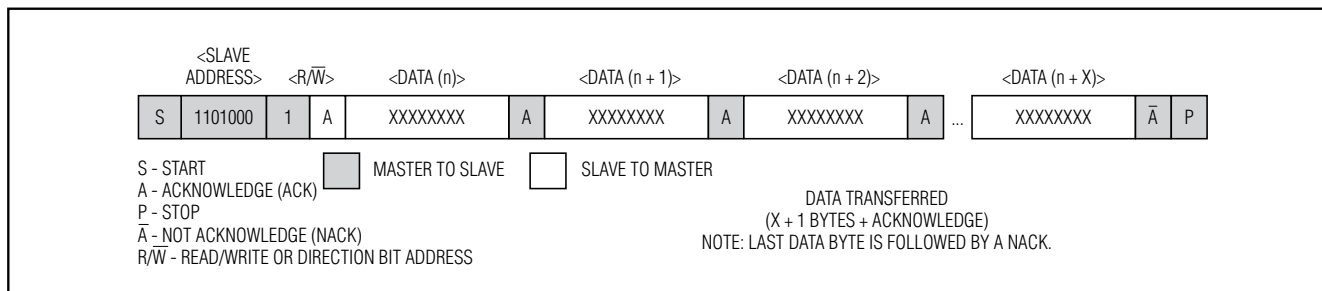 <SLAVE
ADDRESS> <R/W̅> <DATA (n)> <DATA (n + 1)> <DATA (n + 2)> <DATA (n + X)>
S 1101000 1 A XXXXXXXX A XXXXXXXX A XXXXXXXX A ... XXXXXXXX A̅ P
S - START MASTER TO SLAVE SLAVE TO MASTER
A - ACKNOWLEDGE (ACK)
P - STOP
A̅ - NOT ACKNOWLEDGE (NACK)
R/W̅ - READ/WRITE OR DIRECTION BIT ADDRESS
DATA TRANSFERRED
(X + 1 BYTES + ACKNOWLEDGE)
NOTE: LAST DATA BYTE IS FOLLOWED BY A NACK.